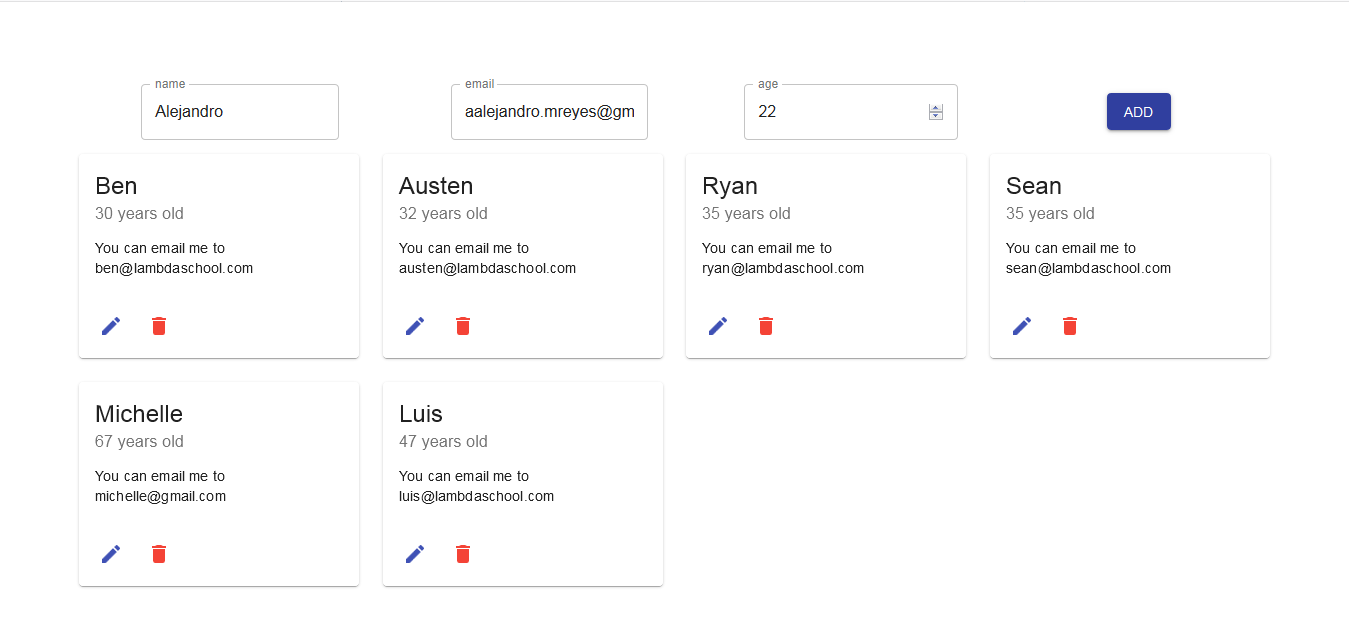 name
Alejandro
email
aalejandro.mreyes@gm
age
22
ADD
Ben
30 years old
You can email me to
ben@lambdaschool.com
Austen
32 years old
You can email me to
austen@lambdaschool.com
Ryan
35 years old
You can email me to
ryan@lambdaschool.com
Sean
35 years old
You can email me to
sean@lambdaschool.com
Michelle
67 years old
You can email me to
michelle@gmail.com
Luis
47 years old
You can email me to
luis@lambdaschool.com